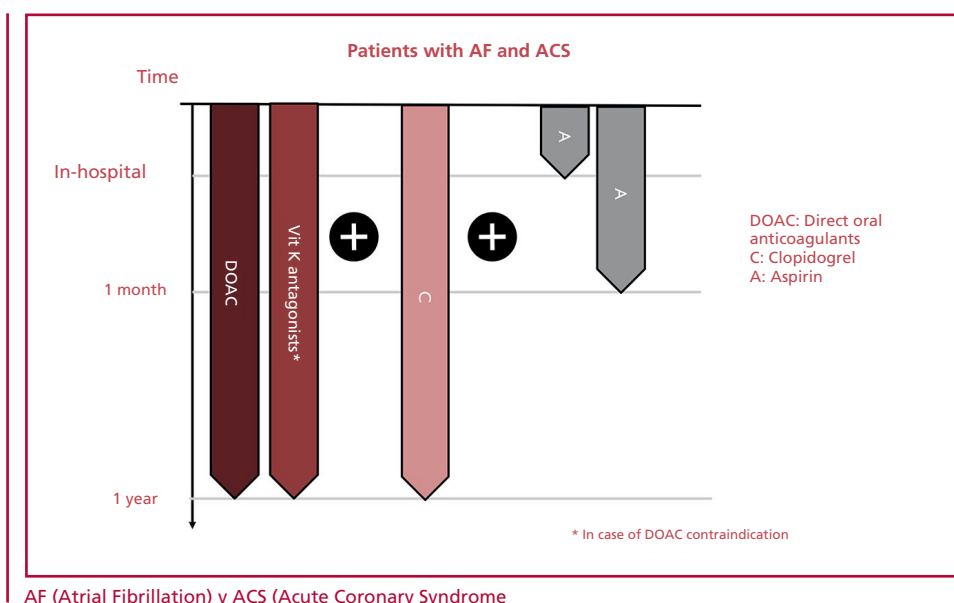 Patients with AF and ACS
Time
In-hospital
1 month
1 year
DOAC
Vit K antagonists*
C
A
A
DOAC: Direct oral
anticoagulants
C: Clopidogrel
A: Aspirin
* In case of DOAC contraindication
AF (Atrial Fibrillation) y ACS (Acute Coronary Syndrome